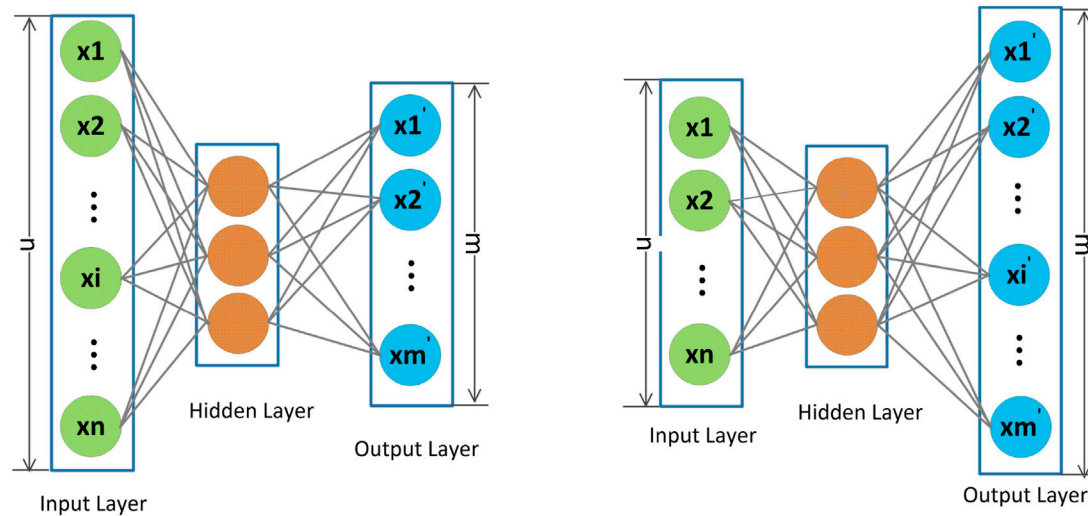 n
x1
x2
...
xi
...
xn
Input Layer
Hidden Layer
x1'
x2'
...
xm'
m
Output Layer
n
x1
x2
...
xn
Input Layer
Hidden Layer
x1'
x2'
...
xi'
...
xm'
m
Output Layer